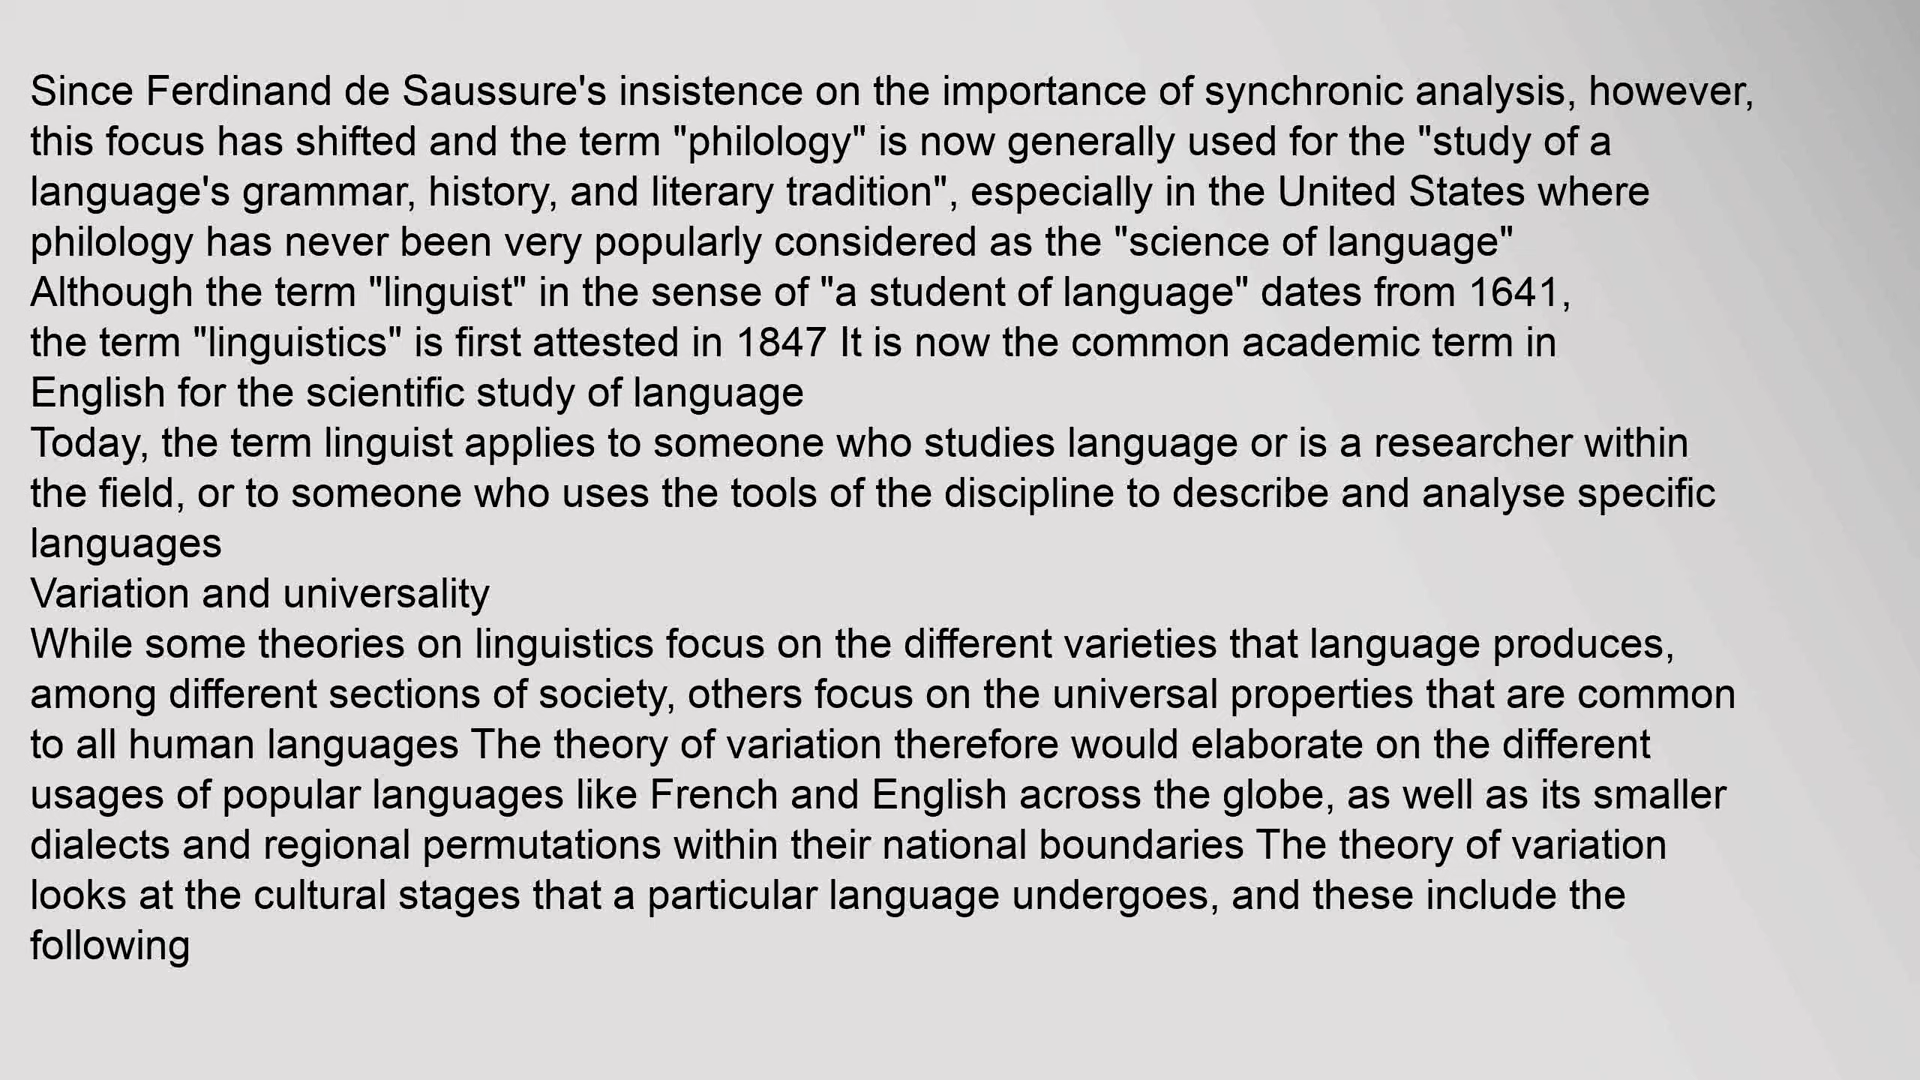 Since Ferdinand de Saussure's insistence on the importance of synchronic analysis, however,
this focus has shifted and the term "philology" is now generally used for the "study of a
language's grammar, history, and literary tradition", especially in the United States where
philology has never been very popularly considered as the "science of language"
Although the term "linguist" in the sense of "a student of language" dates from 1641,
the term "linguistics" is first attested in 1847 It is now the common academic term in
English for the scientific study of language
Today, the term linguist applies to someone who studies language or is a researcher within
the field, or to someone who uses the tools of the discipline to describe and analyse specific
languages
Variation and universality
While some theories on linguistics focus on the different varieties that language produces,
among different sections of society, others focus on the universal properties that are common
to all human languages The theory of variation therefore would elaborate on the different
usages of popular languages like French and English across the globe, as well as its smaller
dialects and regional permutations within their national boundaries The theory of variation
looks at the cultural stages that a particular language undergoes, and these include the
following